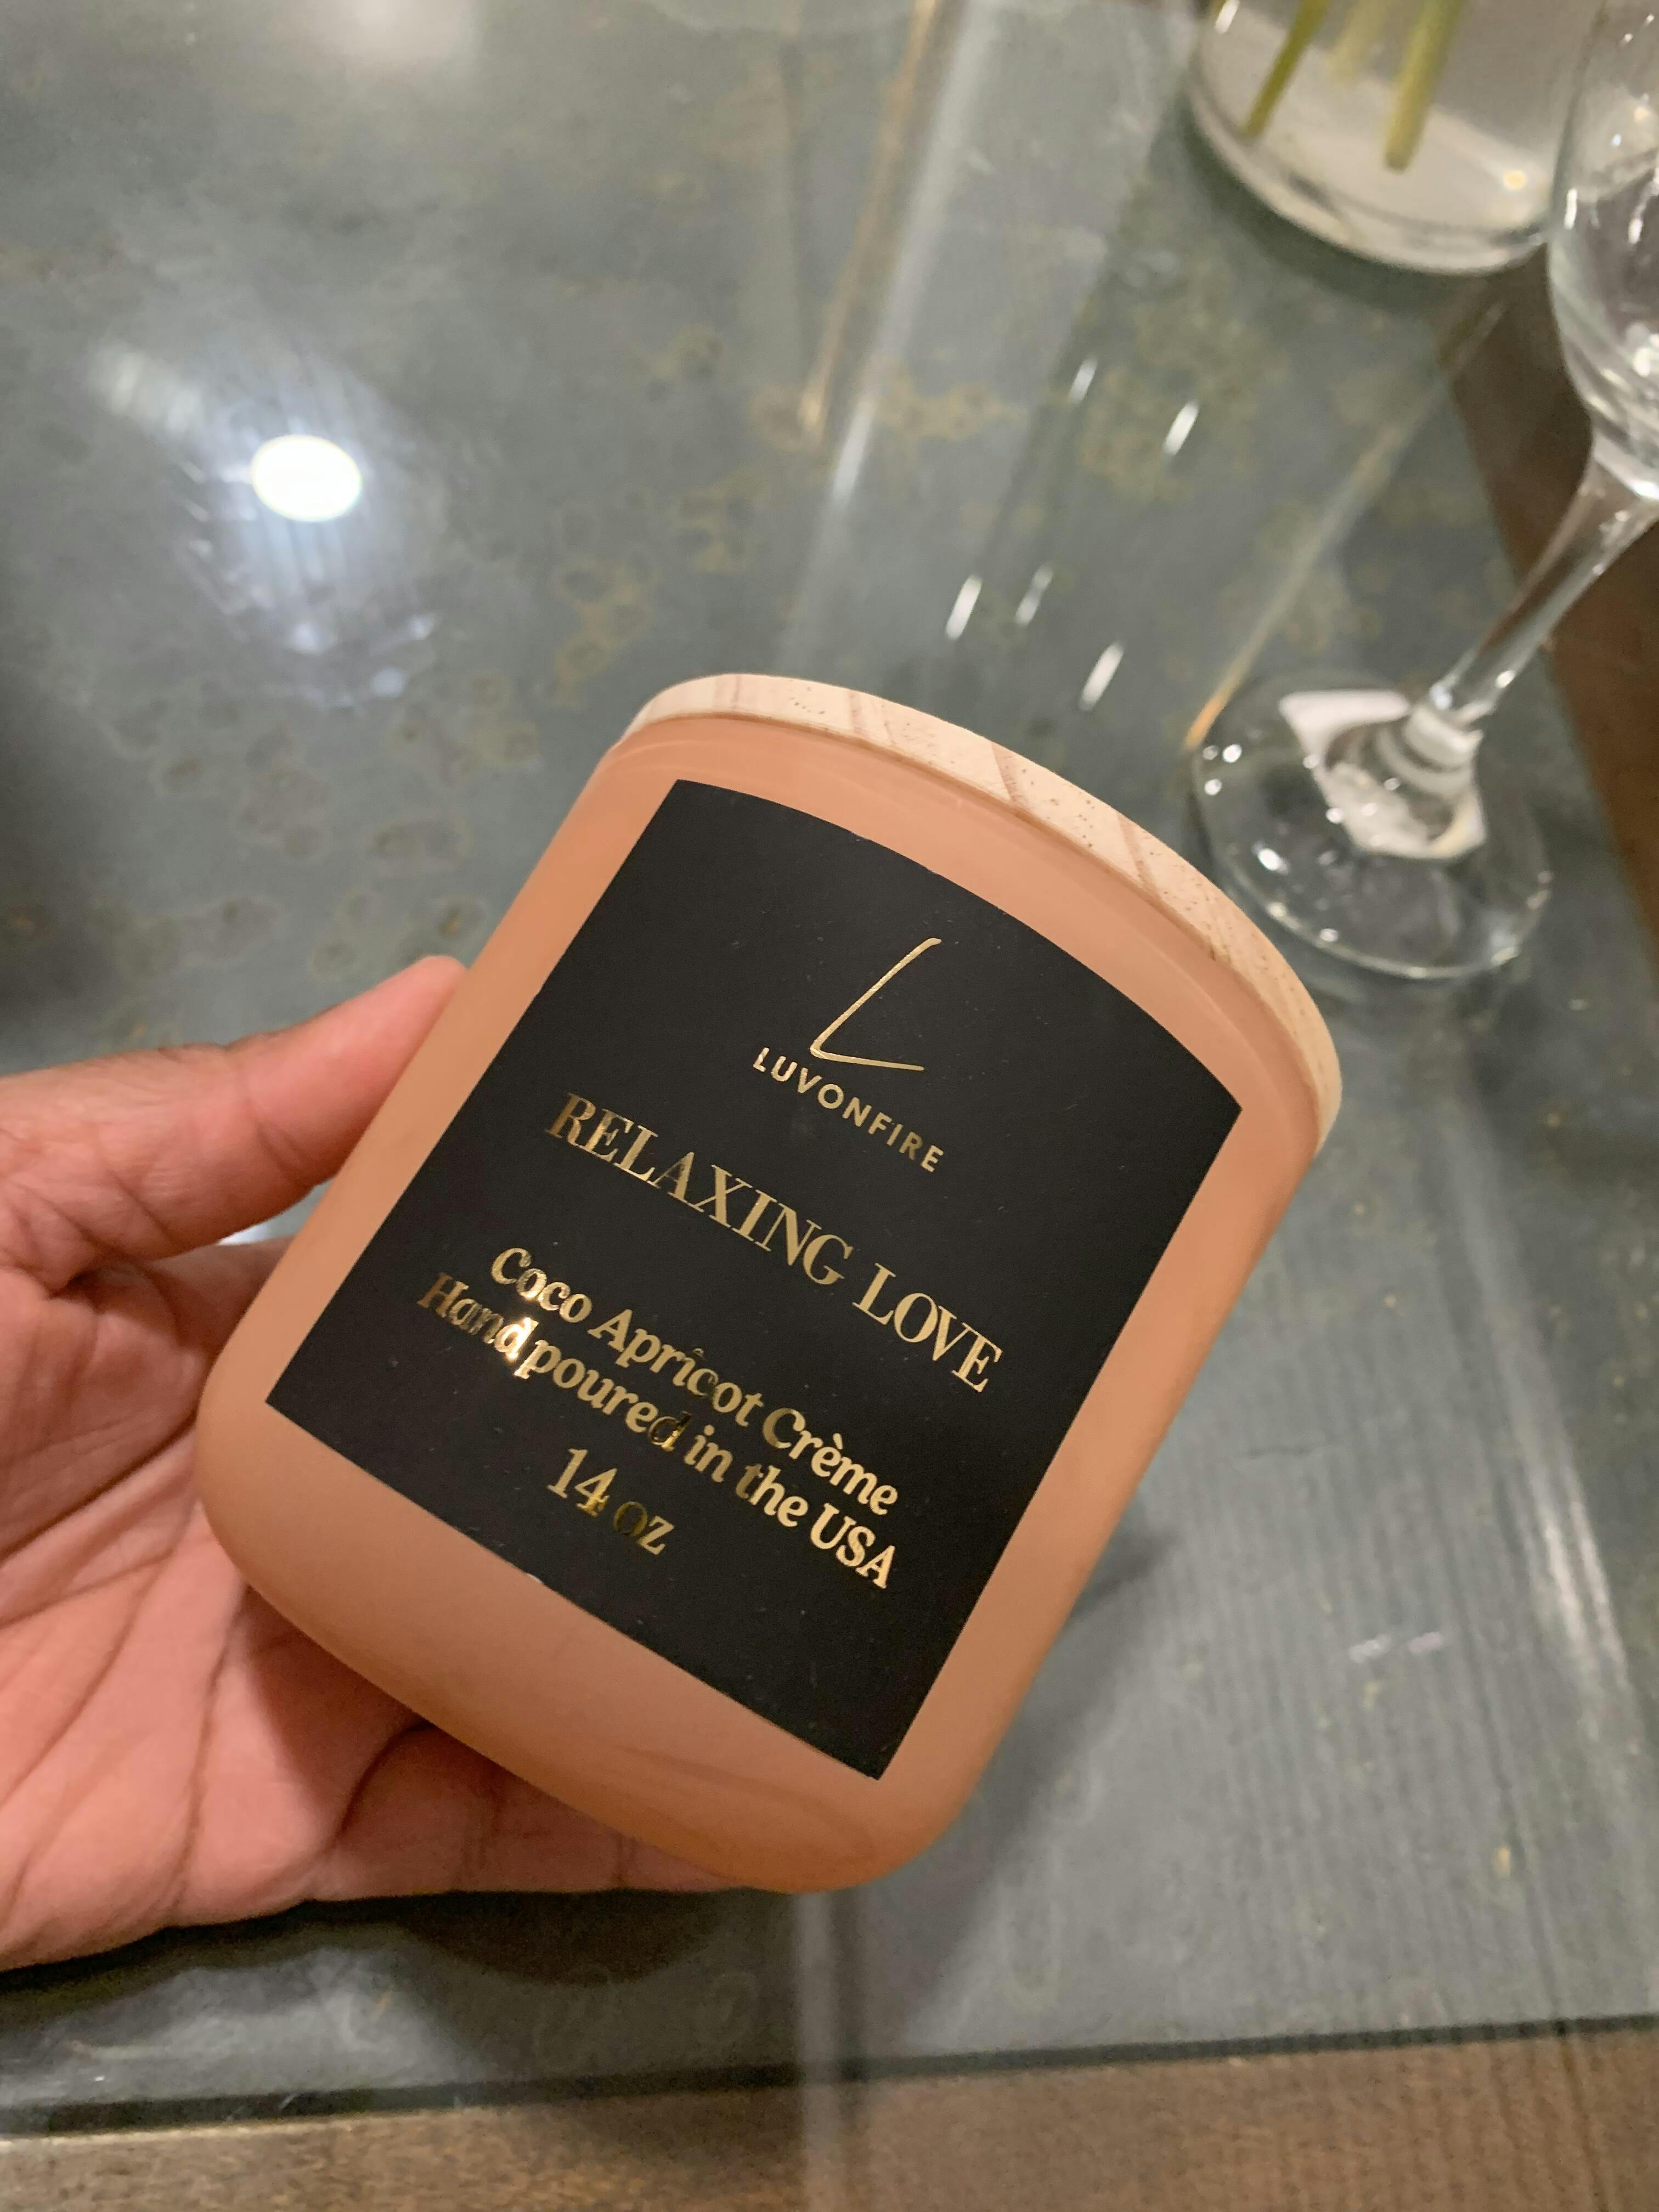 L
LUVONFIRE
RELAXING LOVE
Coco Apricot Crème
Hand poured in the USA
14 oz